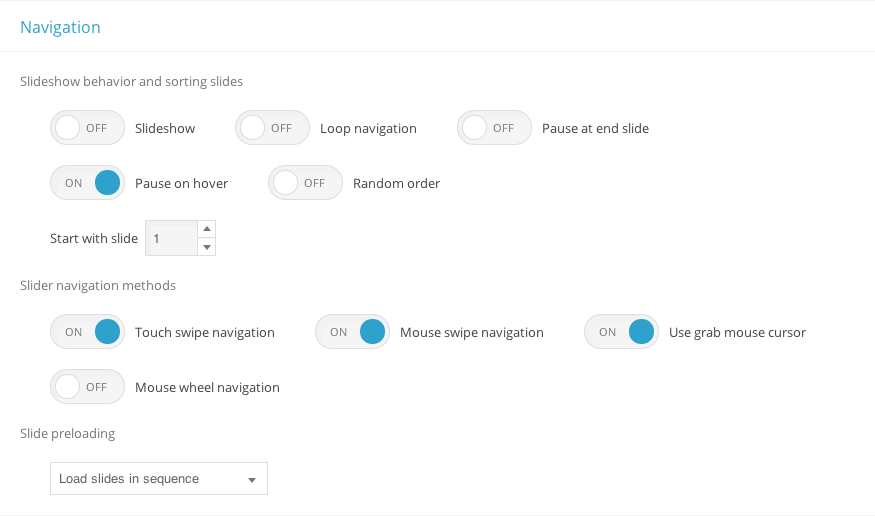 Navigation
Slideshow behavior and sorting slides
OFF Slideshow OFF Loop navigation OFF Pause at end slide
ON Pause on hover OFF Random order
Start with slide 1
Slider navigation methods
ON Touch swipe navigation ON Mouse swipe navigation ON Use grab mouse cursor
OFF Mouse wheel navigation
Slide preloading
Load slides in sequence